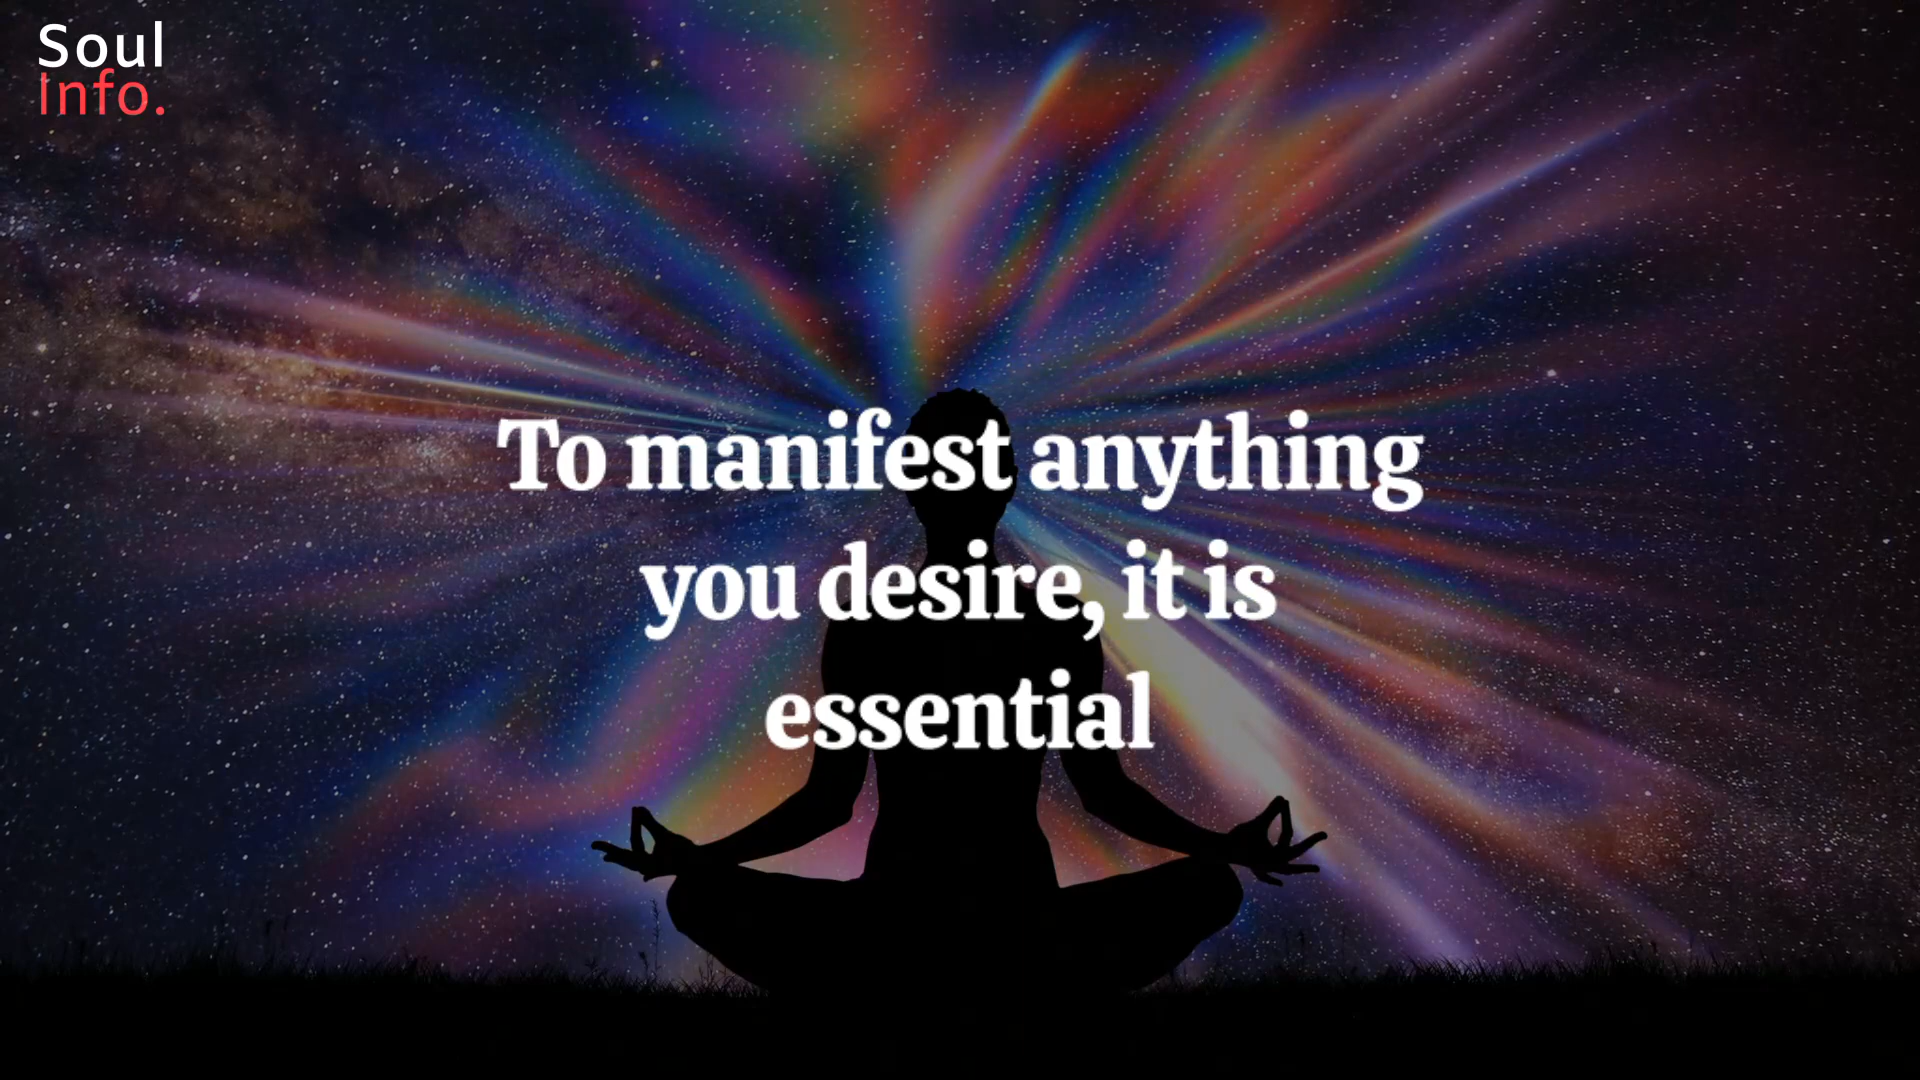 Soul
Info.
To manifest anything
you desire, it is
essential